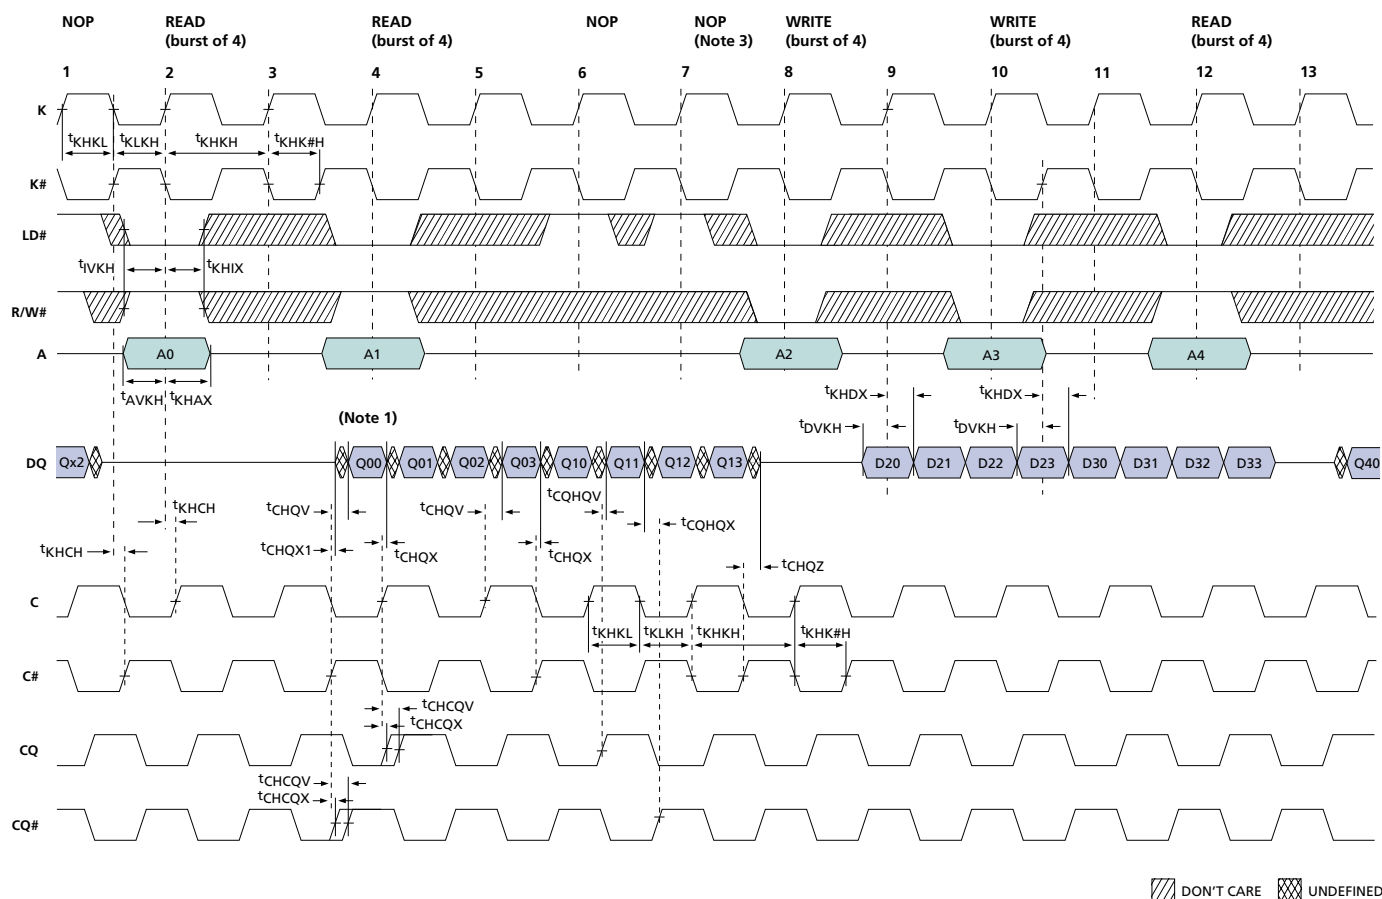 NOP READ READ NOP NOP WRITE WRITE READ
(burst of 4) (burst of 4) (Note 3) (burst of 4) (burst of 4) (burst of 4)
1 2 3 4 5 6 7 8 9 10 11 12 13
K
tKHKL tKLKH tKHKH tKHK#H
K#
LD#
tIVKH tKHIX
R/W#
A A0 A1 A2 A3 A4
tAVKH tKHAX tKHDX tKHDX
(Note 1)
tDVKH tDVKH
DQ Qx2 Q00 Q01 Q02 Q03 Q10 Q11 Q12 Q13 D20 D21 D22 D23 D30 D31 D32 D33 Q40
tKHCH tCHQV tCHQV tCQHQV tCQHQX
tKHCH tCHQX1 tCHQX tCHQX tCHQZ
C
tKHKL tKLKH tKHKH tKHK#H
C#
tCHCQV
tCHCQX
CQ
tCHCQV
tCHCQX
CQ#
DON'T CARE UNDEFINED